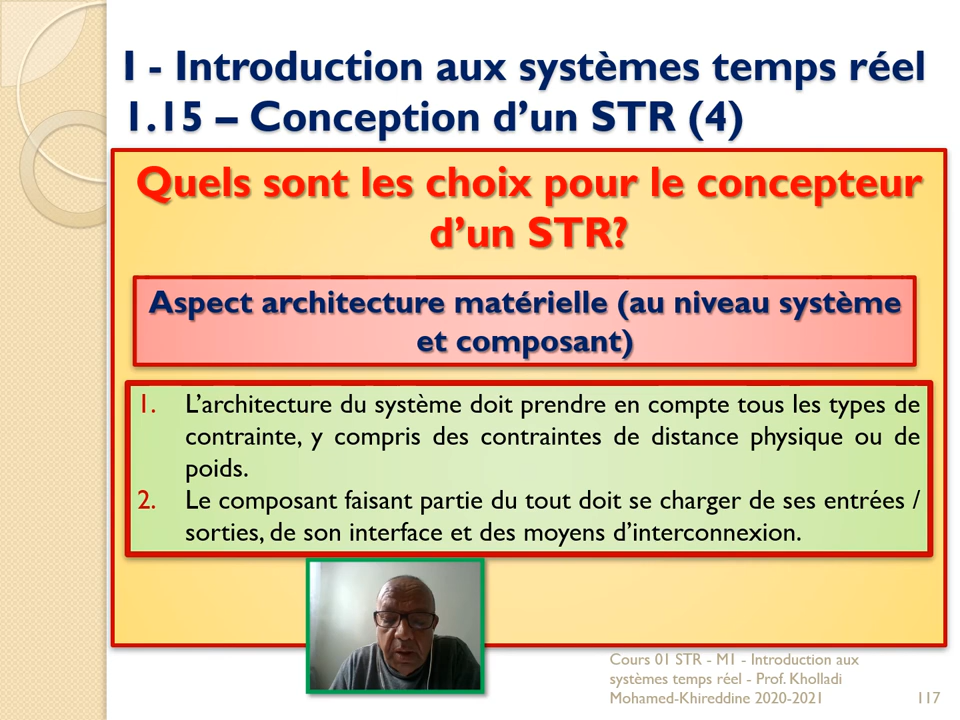 I - Introduction aux systèmes temps réel
1.15 – Conception d’un STR (4)
Quels sont les choix pour le concepteur
d’un STR?
Aspect architecture matérielle (au niveau système
et composant)
1. L’architecture du système doit prendre en compte tous les types de
contrainte, y compris des contraintes de distance physique ou de
poids.
2. Le composant faisant partie du tout doit se charger de ses entrées /
sorties, de son interface et des moyens d’interconnexion.
Cours 01 STR - M1 - Introduction aux
systèmes temps réel - Prof. Kholladi
Mohamed-Khireddine 2020-2021 117